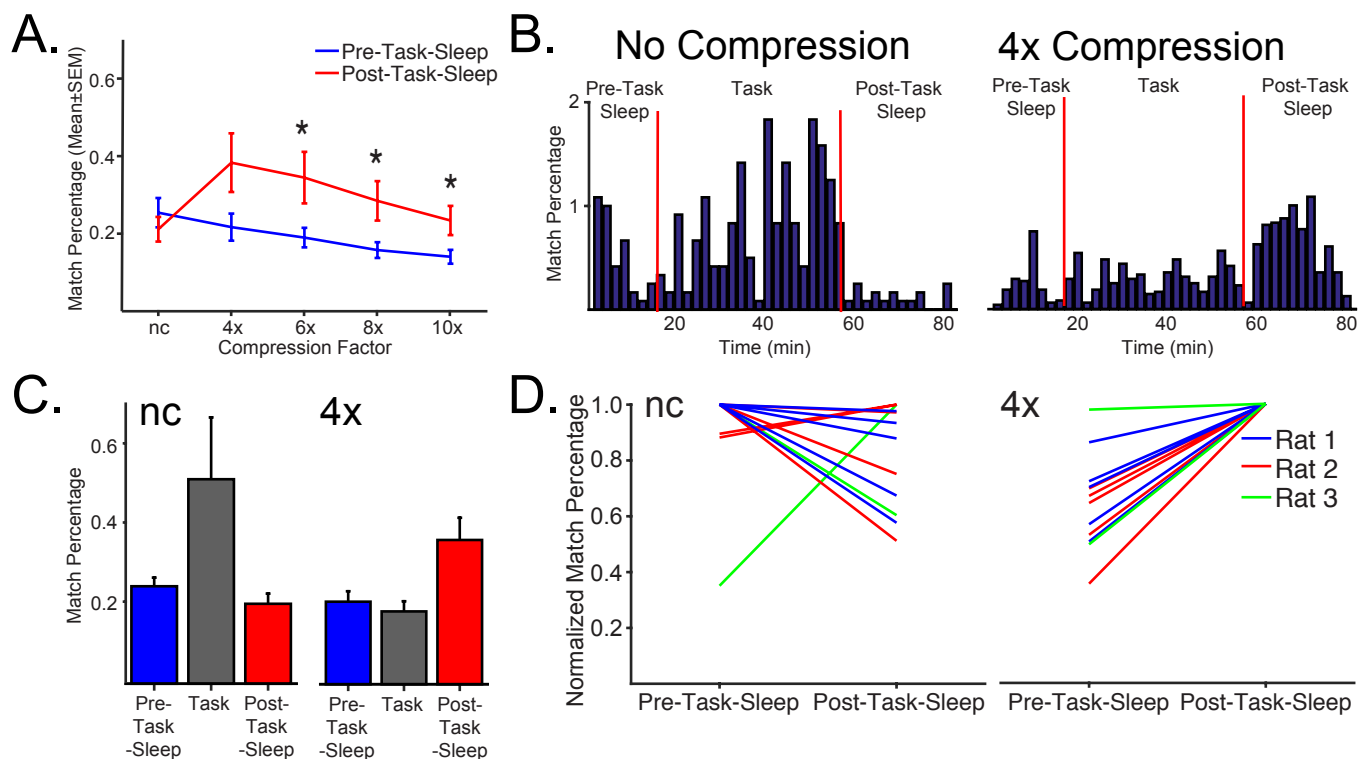 A.
Pre-Task-Sleep
Post-Task-Sleep
Match Percentage (Mean±SEM)
0.6
0.4
0.2
* * *
nc 4x 6x 8x 10x
Compression Factor
B.
No Compression
Pre-Task
Sleep
Task
Post-Task
Sleep
Match Percentage
2
1
20 40 60 80
Time (min)
4x Compression
Pre-Task
Sleep
Task
Post-Task
Sleep
20 40 60 80
Time (min)
C.
nc
4x
Match Percentage
0.6
0.4
0.2
Pre-
Task
-Sleep
Task
Post-
Task
-Sleep
Pre-
Task
-Sleep
Task
Post-
Task
-Sleep
D.
nc
Normalized Match Percentage
1.0
0.8
0.6
0.4
0.2
Pre-Task-Sleep Post-Task-Sleep
4x
Rat 1
Rat 2
Rat 3
Pre-Task-Sleep Post-Task-Sleep